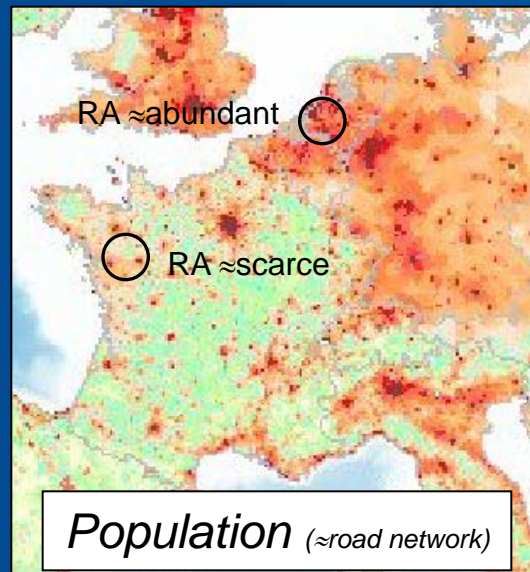 RA ≈abundant
RA ≈scarce
Population (≈road network)